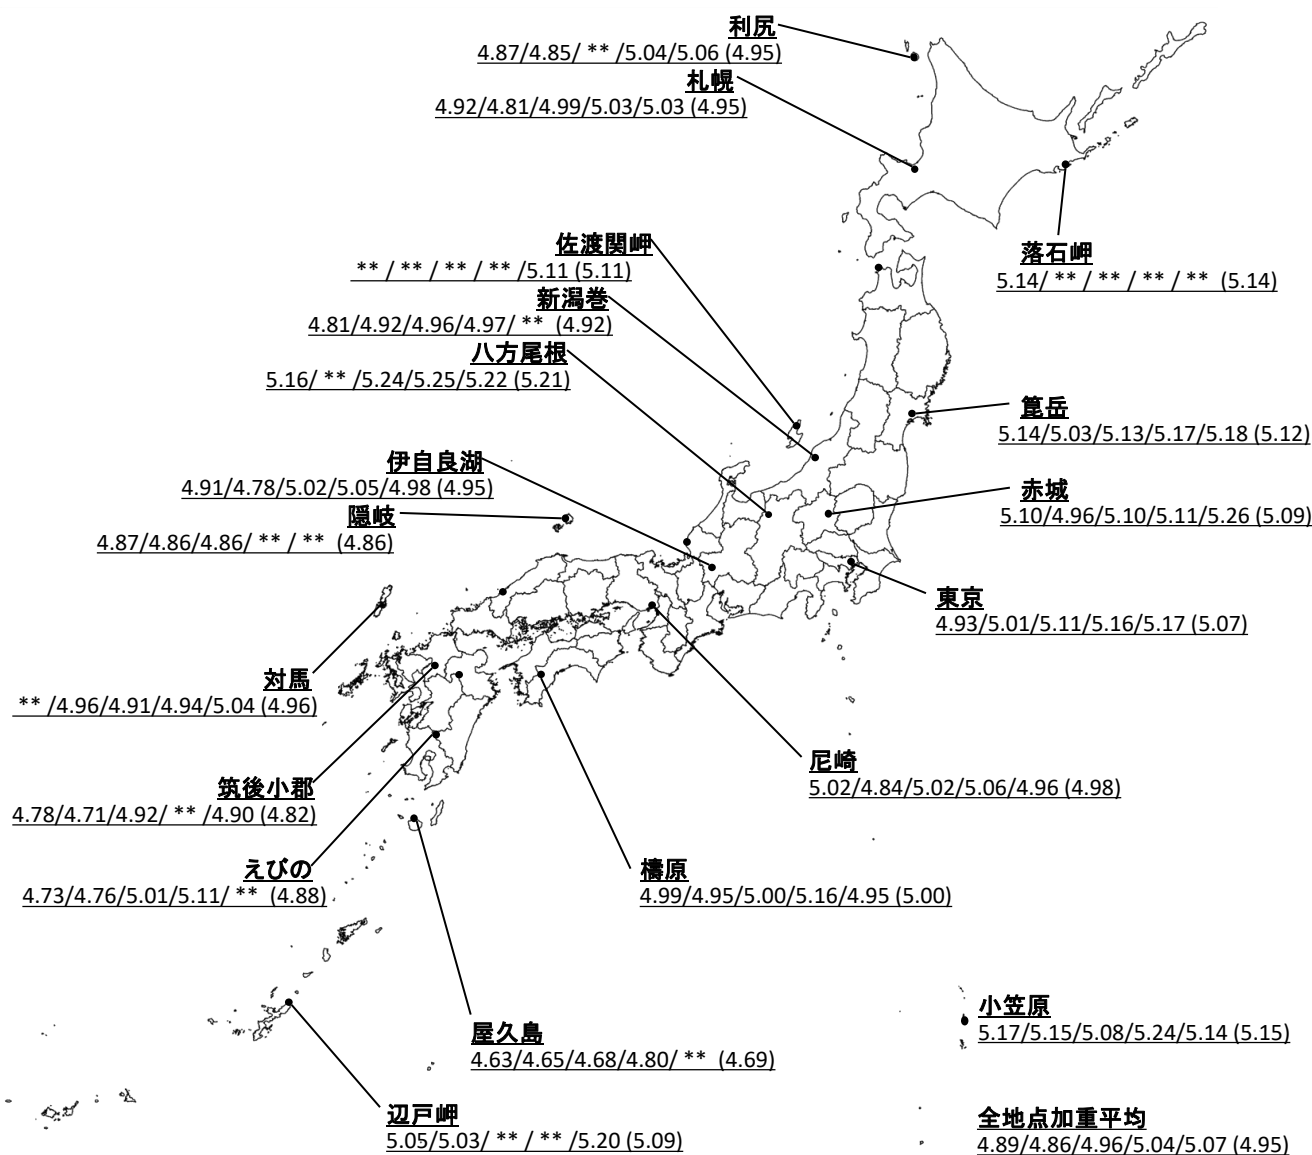 利尻
4.87/4.85/ ** /5.04/5.06 (4.95)
札幌
4.92/4.81/4.99/5.03/5.03 (4.95)
落石岬
5.14/ ** / ** / ** / ** (5.14)
佐渡関岬
** / ** / ** / ** /5.11 (5.11)
新潟巻
4.81/4.92/4.96/4.97/ ** (4.92)
八方尾根
5.16/ ** /5.24/5.25/5.22 (5.21)
箟岳
5.14/5.03/5.13/5.17/5.18 (5.12)
伊自良湖
4.91/4.78/5.02/5.05/4.98 (4.95)
赤城
5.10/4.96/5.10/5.11/5.26 (5.09)
隠岐
4.87/4.86/4.86/ ** / ** (4.86)
東京
4.93/5.01/5.11/5.16/5.17 (5.07)
対馬
** /4.96/4.91/4.94/5.04 (4.96)
尼崎
5.02/4.84/5.02/5.06/4.96 (4.98)
筑後小郡
4.78/4.71/4.92/ ** /4.90 (4.82)
えびの
4.73/4.76/5.01/5.11/ ** (4.88)
檮原
4.99/4.95/5.00/5.16/4.95 (5.00)
屋久島
4.63/4.65/4.68/4.80/ ** (4.69)
小笠原
5.17/5.15/5.08/5.24/5.14 (5.15)
辺戸岬
5.05/5.03/ ** / ** /5.20 (5.09)
全地点加重平均
4.89/4.86/4.96/5.04/5.07 (4.95)